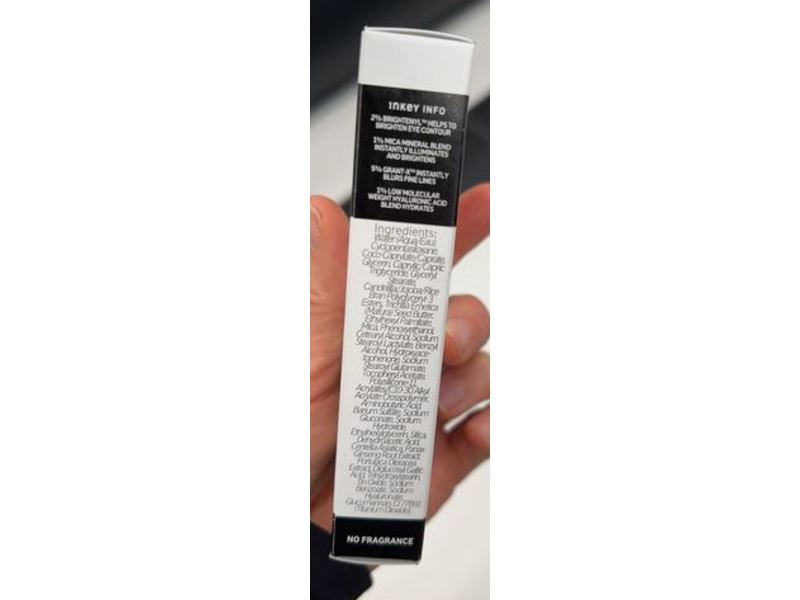 INKEY INFO
2% BRIGHTENYL™ HELPS TO
BRIGHTEN EYE CONTOUR
1% MICA MINERAL BLEND
INSTANTLY ILLUMINATES
AND BRIGHTENS
5% GRANT-X™ INSTANTLY
BLURS FINE LINES
1% LOW MOLECULAR
WEIGHT HYALURONIC ACID
BLEND HYDRATES
Ingredients:
Water (Aqua/Eau),
Cyclopentasiloxane,
Coco-Caprylate/Caprate,
Glycerin, Caprylic/Capric
Triglyceride, Glyceryl
Stearate,
Candelilla/Jojoba/Rice
Bran Polyglyceryl-3
Esters, Trichilia Emetica
(Mafura) Seed Butter,
Ethylhexyl Palmitate,
Mica, Phenoxyethanol,
Cetearyl Alcohol, Sodium
Stearoyl Lactylate, Benzyl
Alcohol, Hydroxyace-
tophenone, Sodium
Stearoyl Glutamate,
Tocopheryl Acetate,
Polysilicone-11,
Acrylates/C10-30 Alkyl
Acrylate Crosspolymer,
Aminobutyric Acid,
Barium Sulfate, Sodium
Gluconate, Sodium
Hydroxide,
Ethylhexylglycerin, Silica,
Dehydroacetic Acid,
Centella Asiatica, Panax
Ginseng Root Extract,
Portulaca Oleracea
Extract, Diglucosyl Gallic
Acid, Trihydroxystearin,
Tin Oxide, Sodium
Benzoate, Sodium
Hyaluronate,
Glucomannan, CI 77891
(Titanium Dioxide).
NO FRAGRANCE